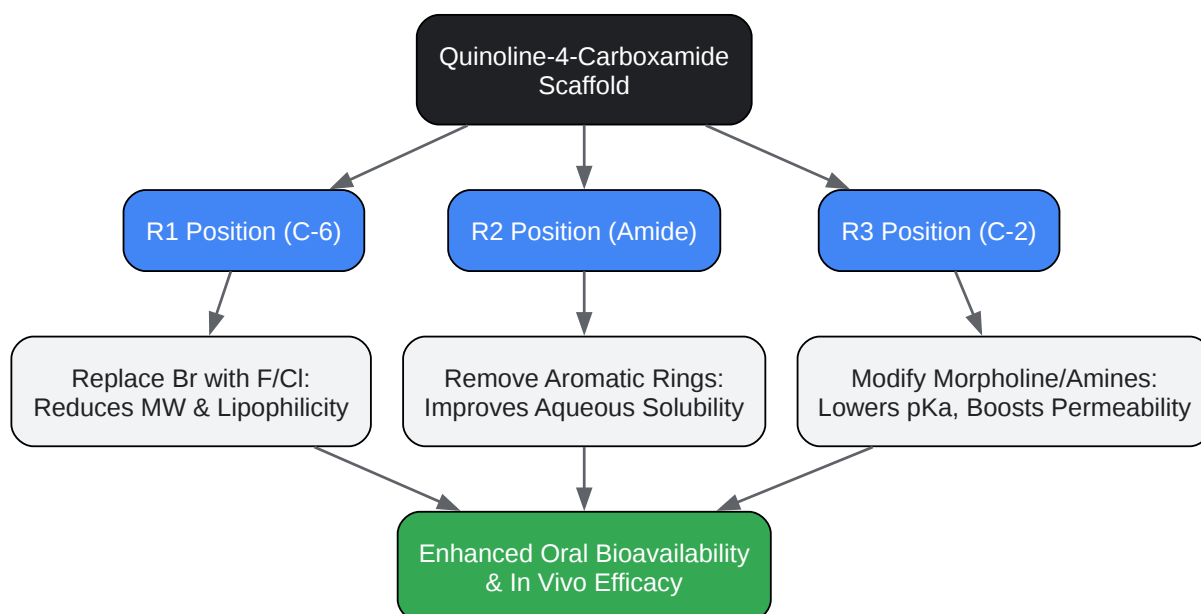 Quinoline-4-Carboxamide
Scaffold
R1 Position (C-6)
R2 Position (Amide)
R3 Position (C-2)
Replace Br with F/Cl:
Reduces MW & Lipophilicity
Remove Aromatic Rings:
Improves Aqueous Solubility
Modify Morpholine/Amines:
Lowers pKa, Boosts Permeability
Enhanced Oral Bioavailability
& In Vivo Efficacy